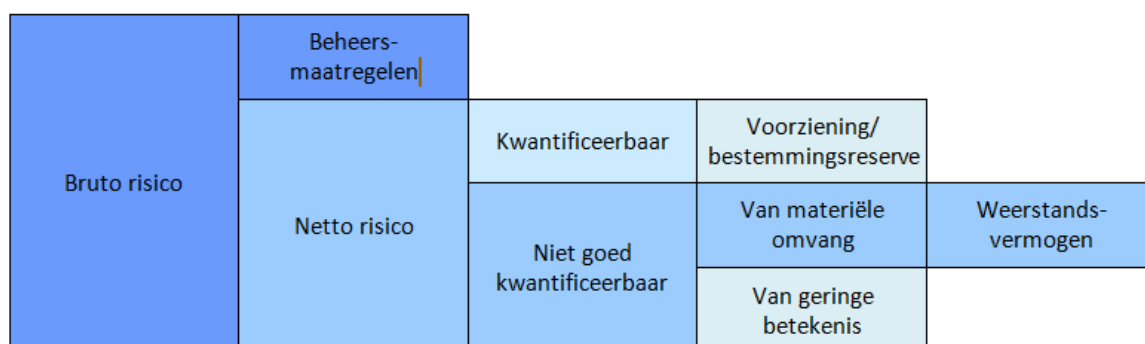 Beheers-
maatregelen
Kwantificeerbaar
Voorziening/
bestemmingsreserve
Bruto risico
Netto risico
Niet goed
kwantificeerbaar
Van materiële
omvang
Weerstands-
vermogen
Van geringe
betekenis